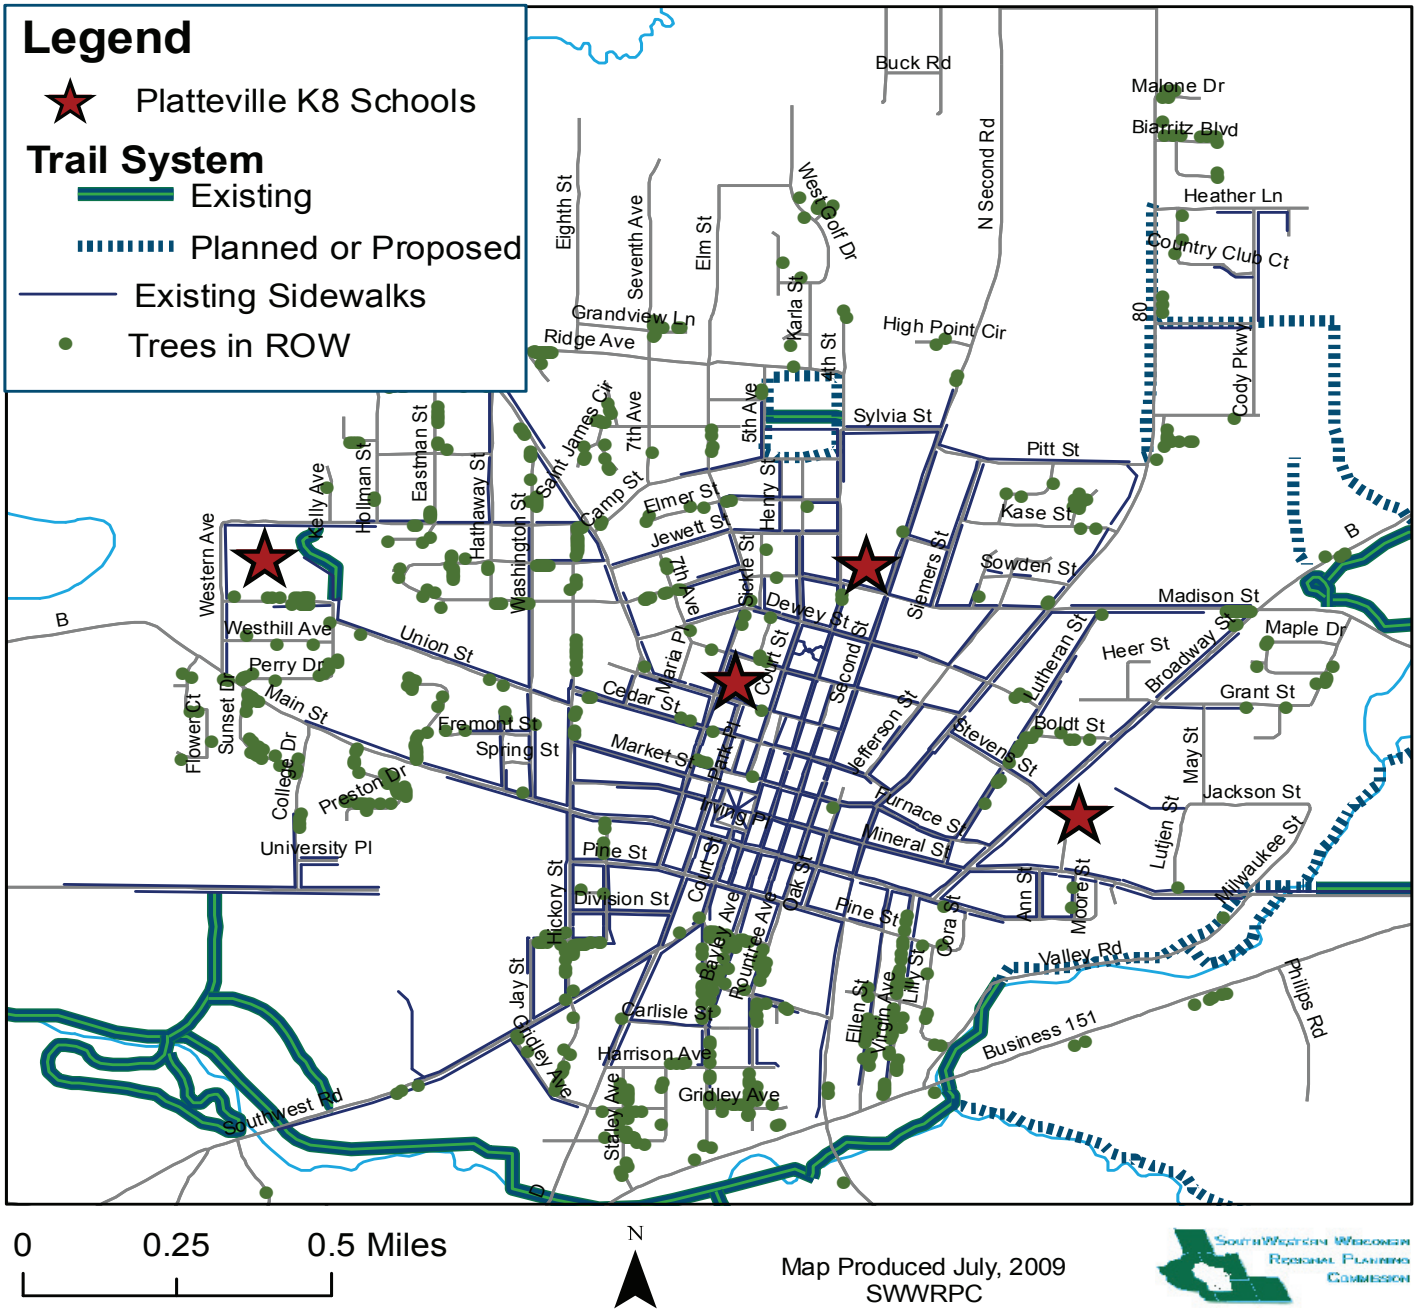 Legend
Platteville K8 Schools
Trail System
Existing
Planned or Proposed
Existing Sidewalks
Trees in ROW
Buck Rd
Malone Dr
Biarritz Blvd
N Second Rd
Heather Ln
Country Club Ct
80
Cody Pkwy
Eighth St
Seventh Ave
Elm St
West Golf Dr
Karla St
4th St
Grandview Ln
Ridge Ave
High Point Cir
Sylvia St
5th Ave
7th Ave
Saint James Cir
Pitt St
Kase St
Sowden St
Siemers St
Eastman St
Hollman St
Kelly Ave
Hathaway St
Washington St
Camp St
Elmer St
Jewett St
Henry St
Sickle St
7th Ave
Dewey St
Western Ave
B
B
Madison St
Maple Dr
Broadway St
Heer St
Grant St
Lutheran St
Boldt St
Stevens St
May St
Jackson St
Lutjen St
Milwaukee St
Westhill Ave
Perry Dr
Union St
Main St
Sunset Dr
Flower Ct
College Dr
Preston Dr
University Pl
Fremont St
Spring St
Cedar St
Maria Pl
Court St
Second St
Jefferson St
Market St
Park Pl
Irving Pl
Furnace St
Mineral St
Pine St
Division St
Hickory St
Court St
Bayley Ave
Rountree Ave
Oak St
Pine St
Cora St
Ann St
Moore St
Lilly St
Virgin Ave
Ellen St
Valley Rd
Philips Rd
Business 151
Jay St
Gridley Ave
Carlisle St
Harrison Ave
Gridley Ave
Staley Ave
Southwest Rd
D
0 0.25 0.5 Miles
N
Map Produced July, 2009
SWWRPC
SouthWestern Wisconsin
Regional Planning
Commission